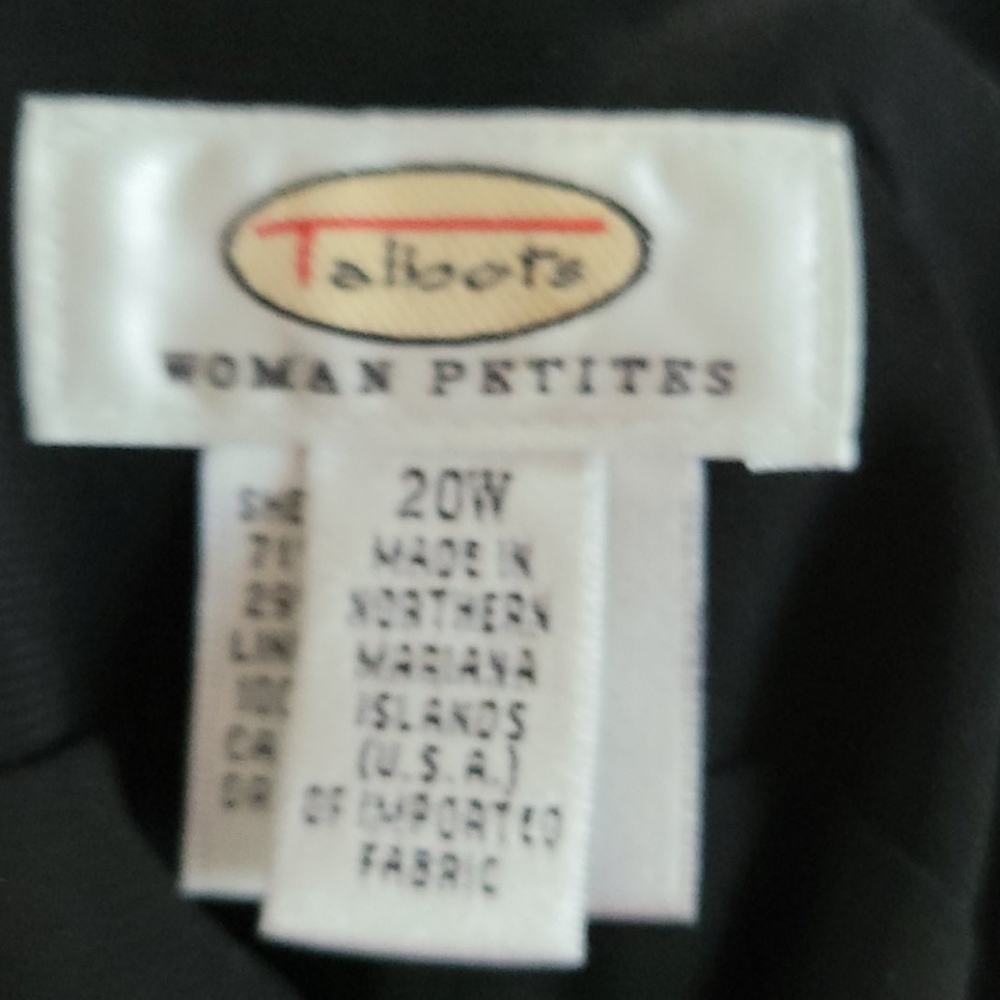 Talbots
WOMAN PETITES
20W
MADE IN
NORTHERN
MARIANA
ISLANDS
(U.S.A.)
OF IMPORTED
FABRIC